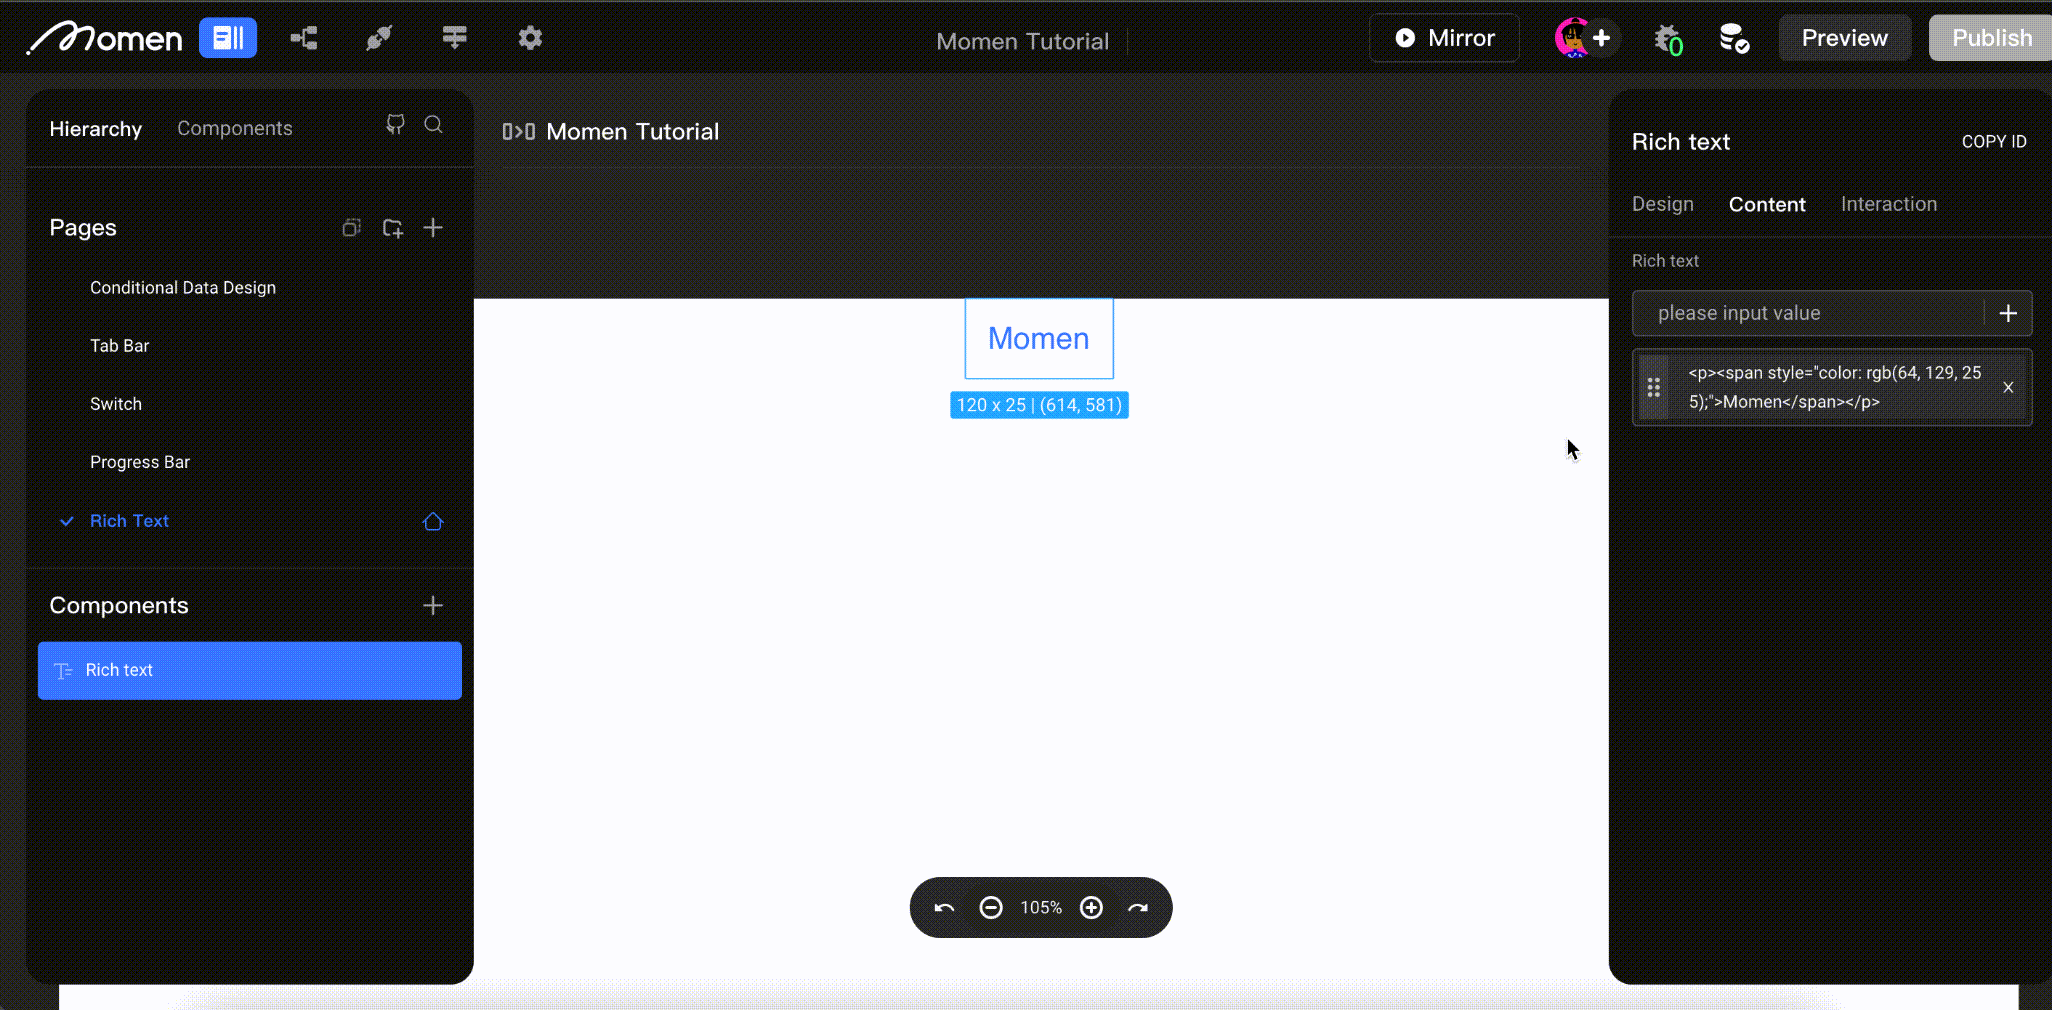 Momen
Momen Tutorial
Mirror
0
Preview
Publish
Hierarchy
Components
Momen Tutorial
Pages
Conditional Data Design
Tab Bar
Switch
Progress Bar
Rich Text
Components
Rich text
Momen
120 x 25 | (614, 581)
105%
Rich text
COPY ID
Design
Content
Interaction
Rich text
please input value
<p><span style="color: rgb(64, 129, 25
5);">Momen</span></p>